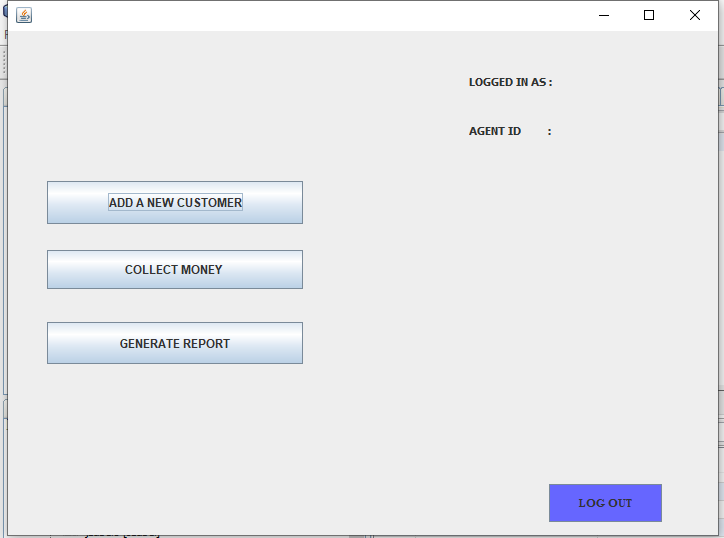 LOGGED IN AS :
AGENT ID :
ADD A NEW CUSTOMER
COLLECT MONEY
GENERATE REPORT
LOG OUT